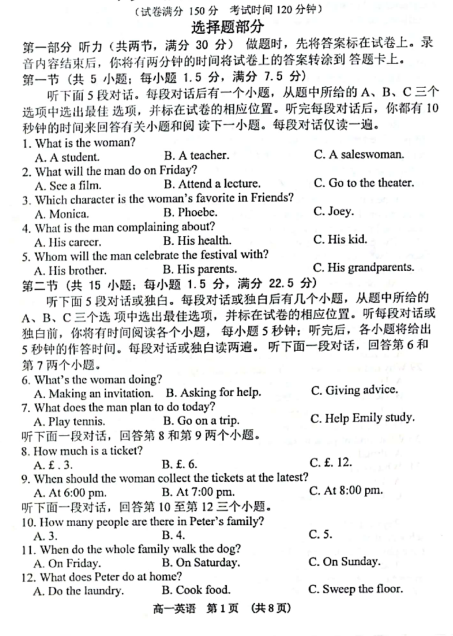 (试卷满分 150 分 考试时间 120 分钟)
选择题部分
第一部分 听力（共两节，满分 30 分） 做题时，先将答案标在试卷上。录
音内容结束后，你将有两分钟的时间将试卷上的答案转涂到 答题卡上。
第一节（共 5 小题；每小题 1.5 分，满分 7.5 分）
听下面 5 段对话。每段对话后有一个小题，从题中所给的 A、B、C 三个
选项中选出最佳 选项，并标在试卷的相应位置。听完每段对话后，你都有 10
秒钟的时间来回答有关小题和阅 读下一小题。每段对话仅读一遍。
1. What is the woman?
A. A student. B. A teacher. C. A saleswoman.
2. What will the man do on Friday?
A. See a film. B. Attend a lecture. C. Go to the theater.
3. Which character is the woman's favorite in Friends?
A. Monica. B. Phoebe. C. Joey.
4. What is the man complaining about?
A. His career. B. His health. C. His kid.
5. Whom will the man celebrate the festival with?
A. His brother. B. His parents. C. His grandparents.
第二节（共 15 小题；每小题 1.5 分，满分 22.5 分）
听下面 5 段对话或独白。每段对话或独白后有几个小题，从题中所给的
A、B、C 三个选 项中选出最佳选项，并标在试卷的相应位置。听每段对话或
独白前，你将有时间阅读各个小题， 每小题 5 秒钟；听完后，各小题将给出
5 秒钟的作答时间。每段对话或独白读两遍。 听下面一段对话，回答第 6 和
第 7 两个小题。
6. What's the woman doing?
A. Making an invitation. B. Asking for help. C. Giving advice.
7. What does the man plan to do today?
A. Play tennis. B. Go on a trip. C. Help Emily study.
听下面一段对话，回答第 8 和第 9 两个小题。
8. How much is a ticket?
A. £ . 3. B. £. 6. C. £. 12.
9. When should the woman collect the tickets at the latest?
A. At 6:00 pm. B. At 7:00 pm. C. At 8:00 pm.
听下面一段对话，回答第 10 至第 12 三个小题。
10. How many people are there in Peter's family?
A. 3. B. 4. C. 5.
11. When do the whole family walk the dog?
A. On Friday. B. On Saturday. C. On Sunday.
12. What does Peter do at home?
A. Do the laundry. B. Cook food. C. Sweep the floor.
高一英语 第 1 页 （共 8 页）